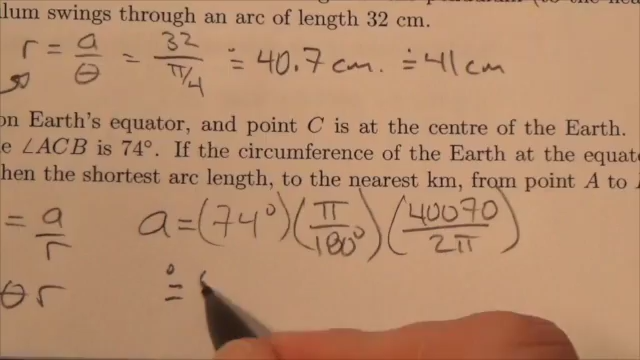 lum swings through an arc of length 32 cm.
r = a/θ = 32/(π/4) ≐ 40.7 cm. ≐ 41 cm
on Earth's equator, and point C is at the centre of the Earth.
∠ACB is 74°. If the circumference of the Earth at the equat
hen the shortest arc length, to the nearest km, from point A to
= a/r
a = (74°)(π/180°)(40070/2π)
θr
≐